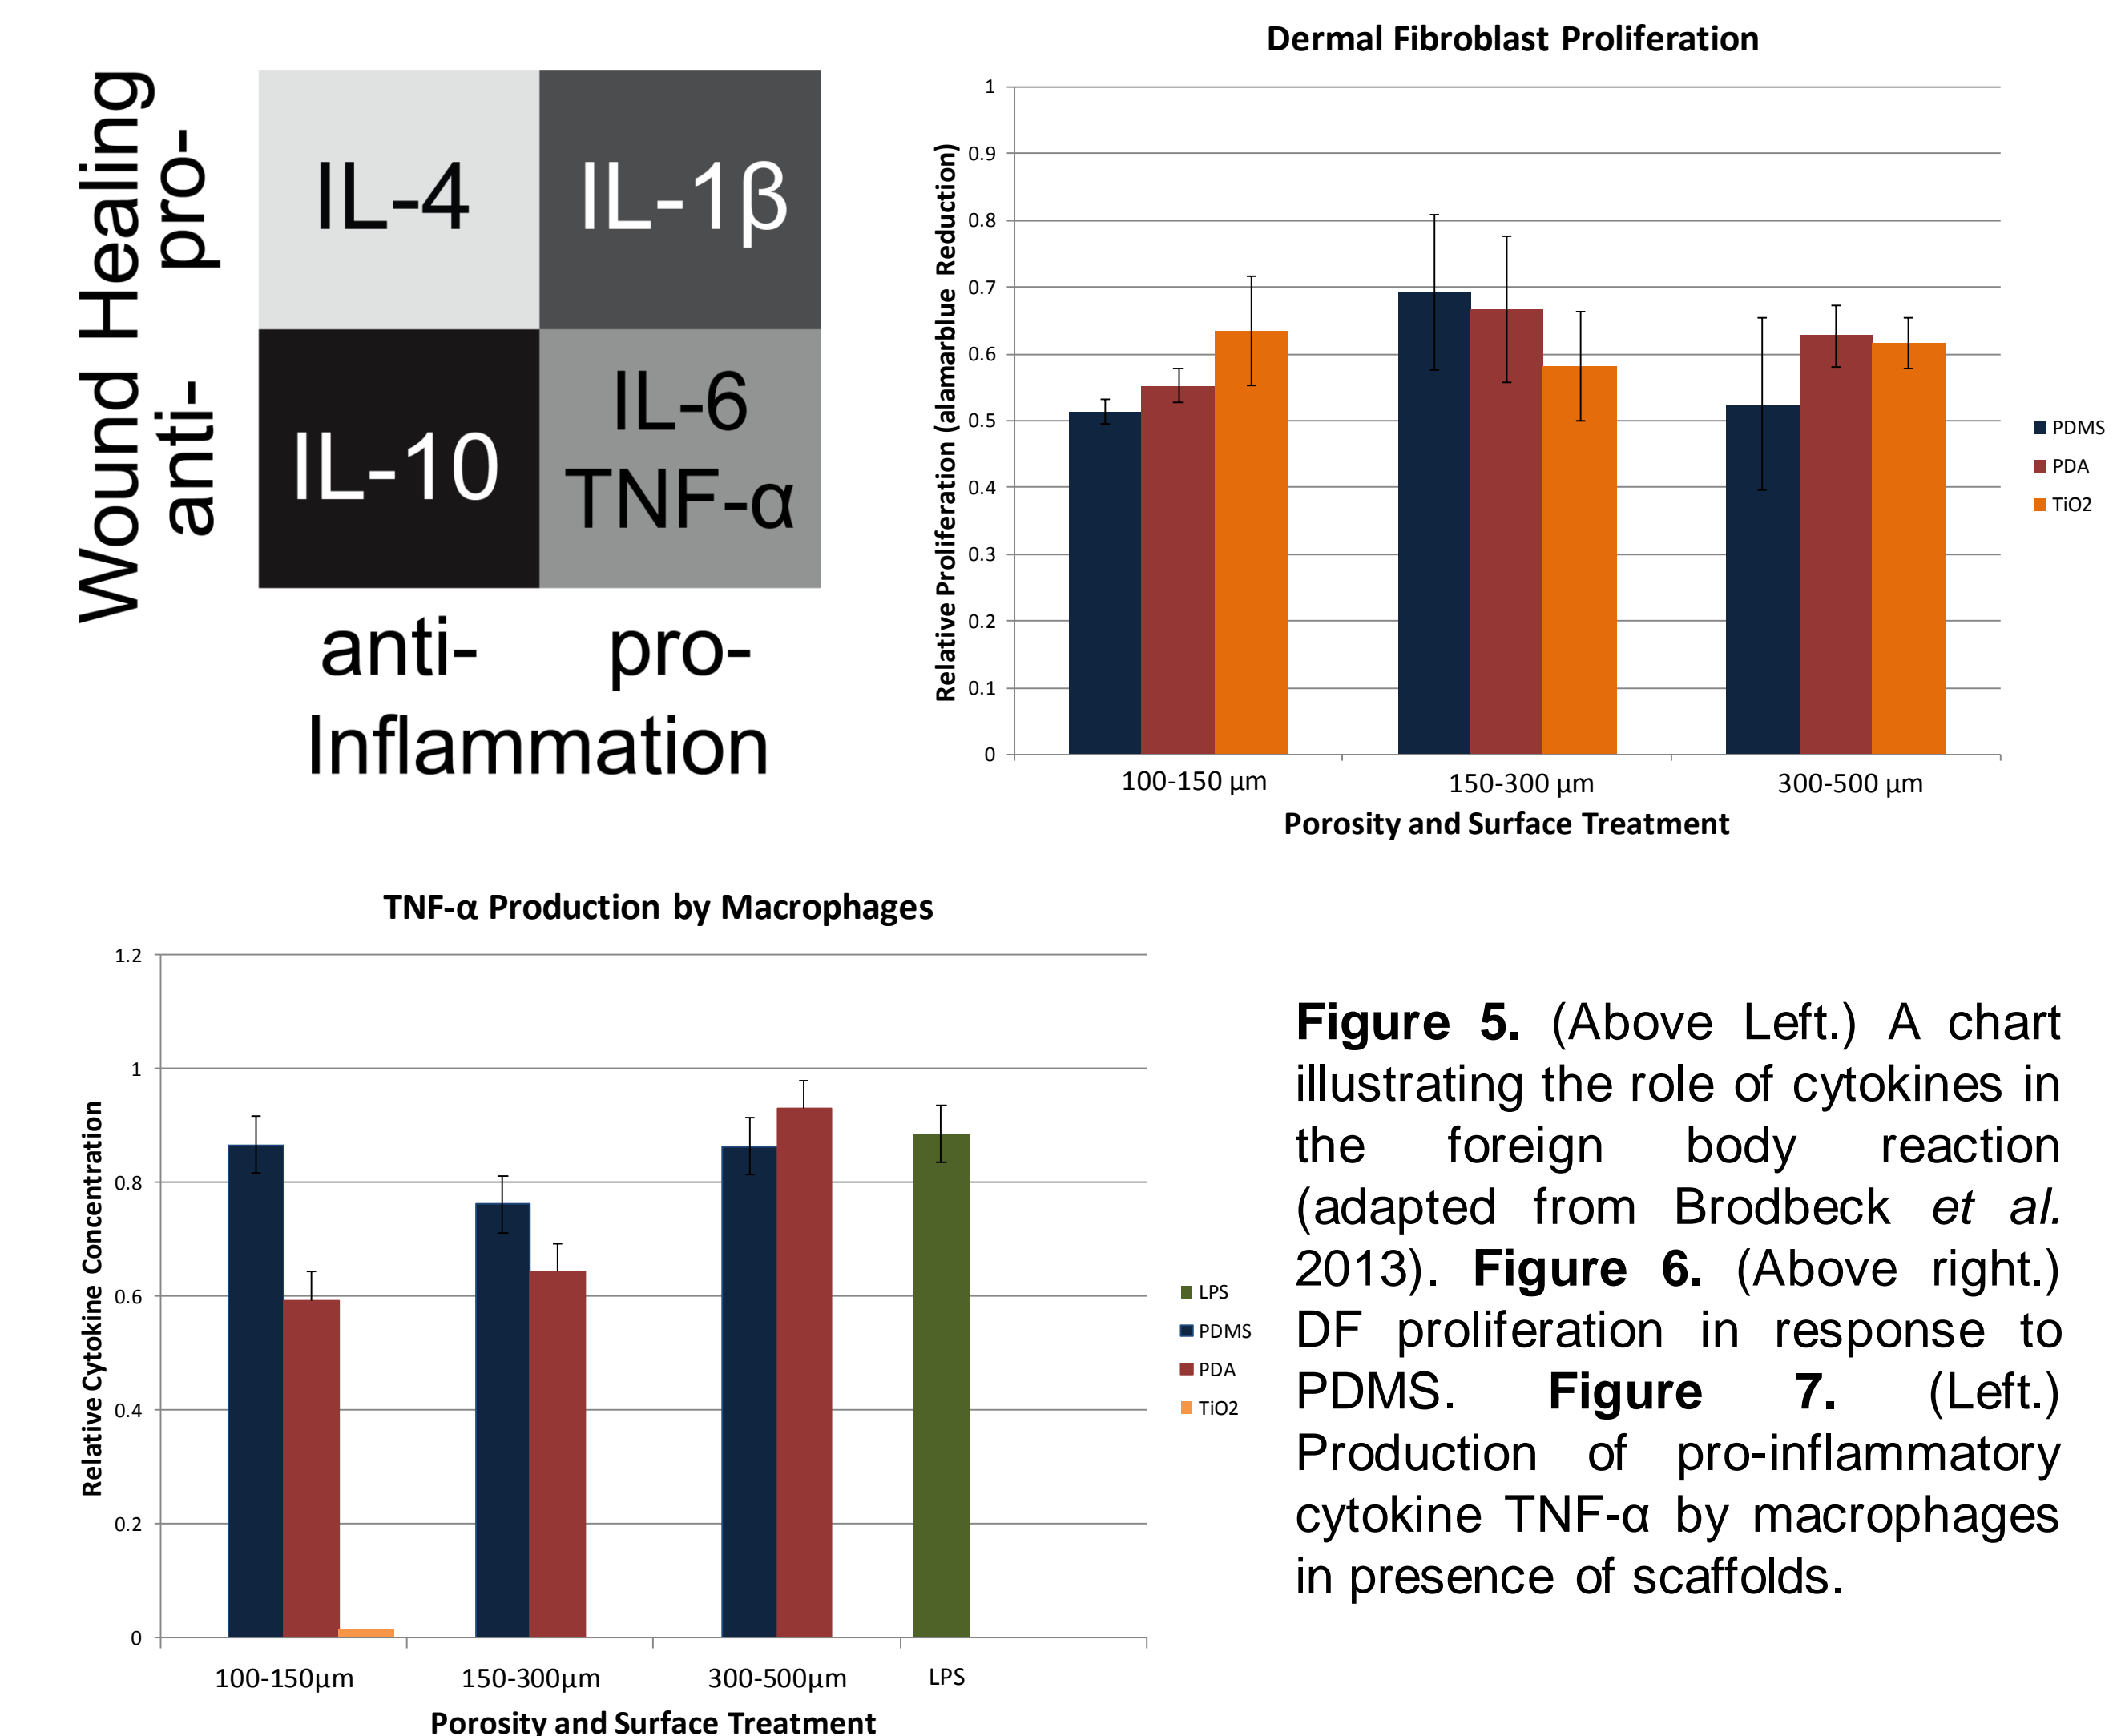 Wound Healing
pro-
anti-
IL-4
IL-1β
IL-10
IL-6
TNF-α
anti-
pro-
Inflammation
Dermal Fibroblast Proliferation
Relative Proliferation (alamarblue Reduction)
1
0.9
0.8
0.7
0.6
0.5
0.4
0.3
0.2
0.1
0
100-150 μm
150-300 μm
300-500 μm
Porosity and Surface Treatment
PDMS
PDA
TiO2
TNF-α Production by Macrophages
Relative Cytokine Concentration
1.2
1
0.8
0.6
0.4
0.2
0
100-150μm
150-300μm
300-500μm
LPS
Porosity and Surface Treatment
LPS
PDMS
PDA
TiO2
Figure 5. (Above Left.) A chart
illustrating the role of cytokines in
the foreign body reaction
(adapted from Brodbeck et al.
2013). Figure 6. (Above right.)
DF proliferation in response to
PDMS. Figure 7. (Left.)
Production of pro-inflammatory
cytokine TNF-α by macrophages
in presence of scaffolds.